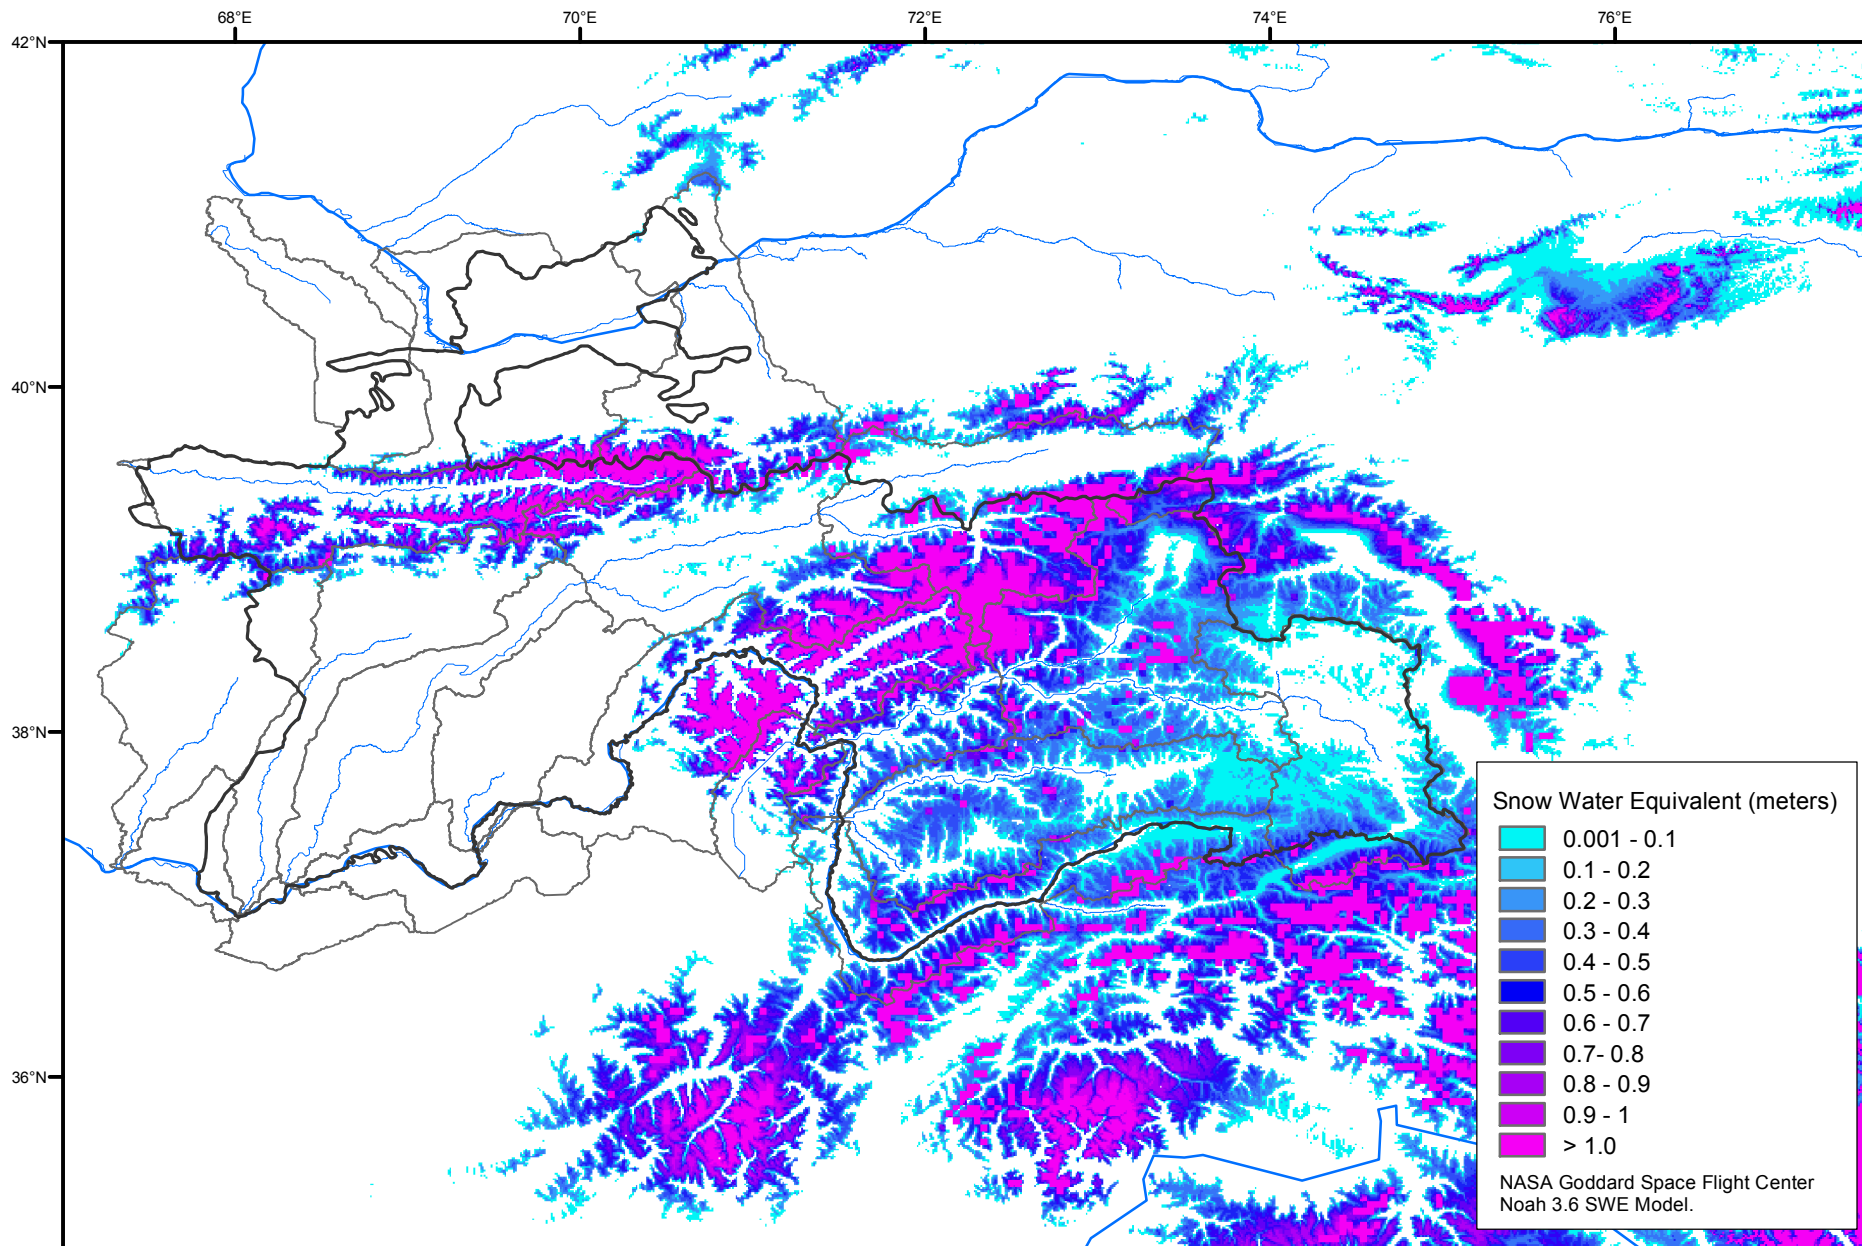 68°E
70°E
72°E
74°E
76°E
42°N
40°N
38°N
36°N
Snow Water Equivalent (meters)
0.001 - 0.1
0.1 - 0.2
0.2 - 0.3
0.3 - 0.4
0.4 - 0.5
0.5 - 0.6
0.6 - 0.7
0.7- 0.8
0.8 - 0.9
0.9 - 1
> 1.0
NASA Goddard Space Flight Center
Noah 3.6 SWE Model.